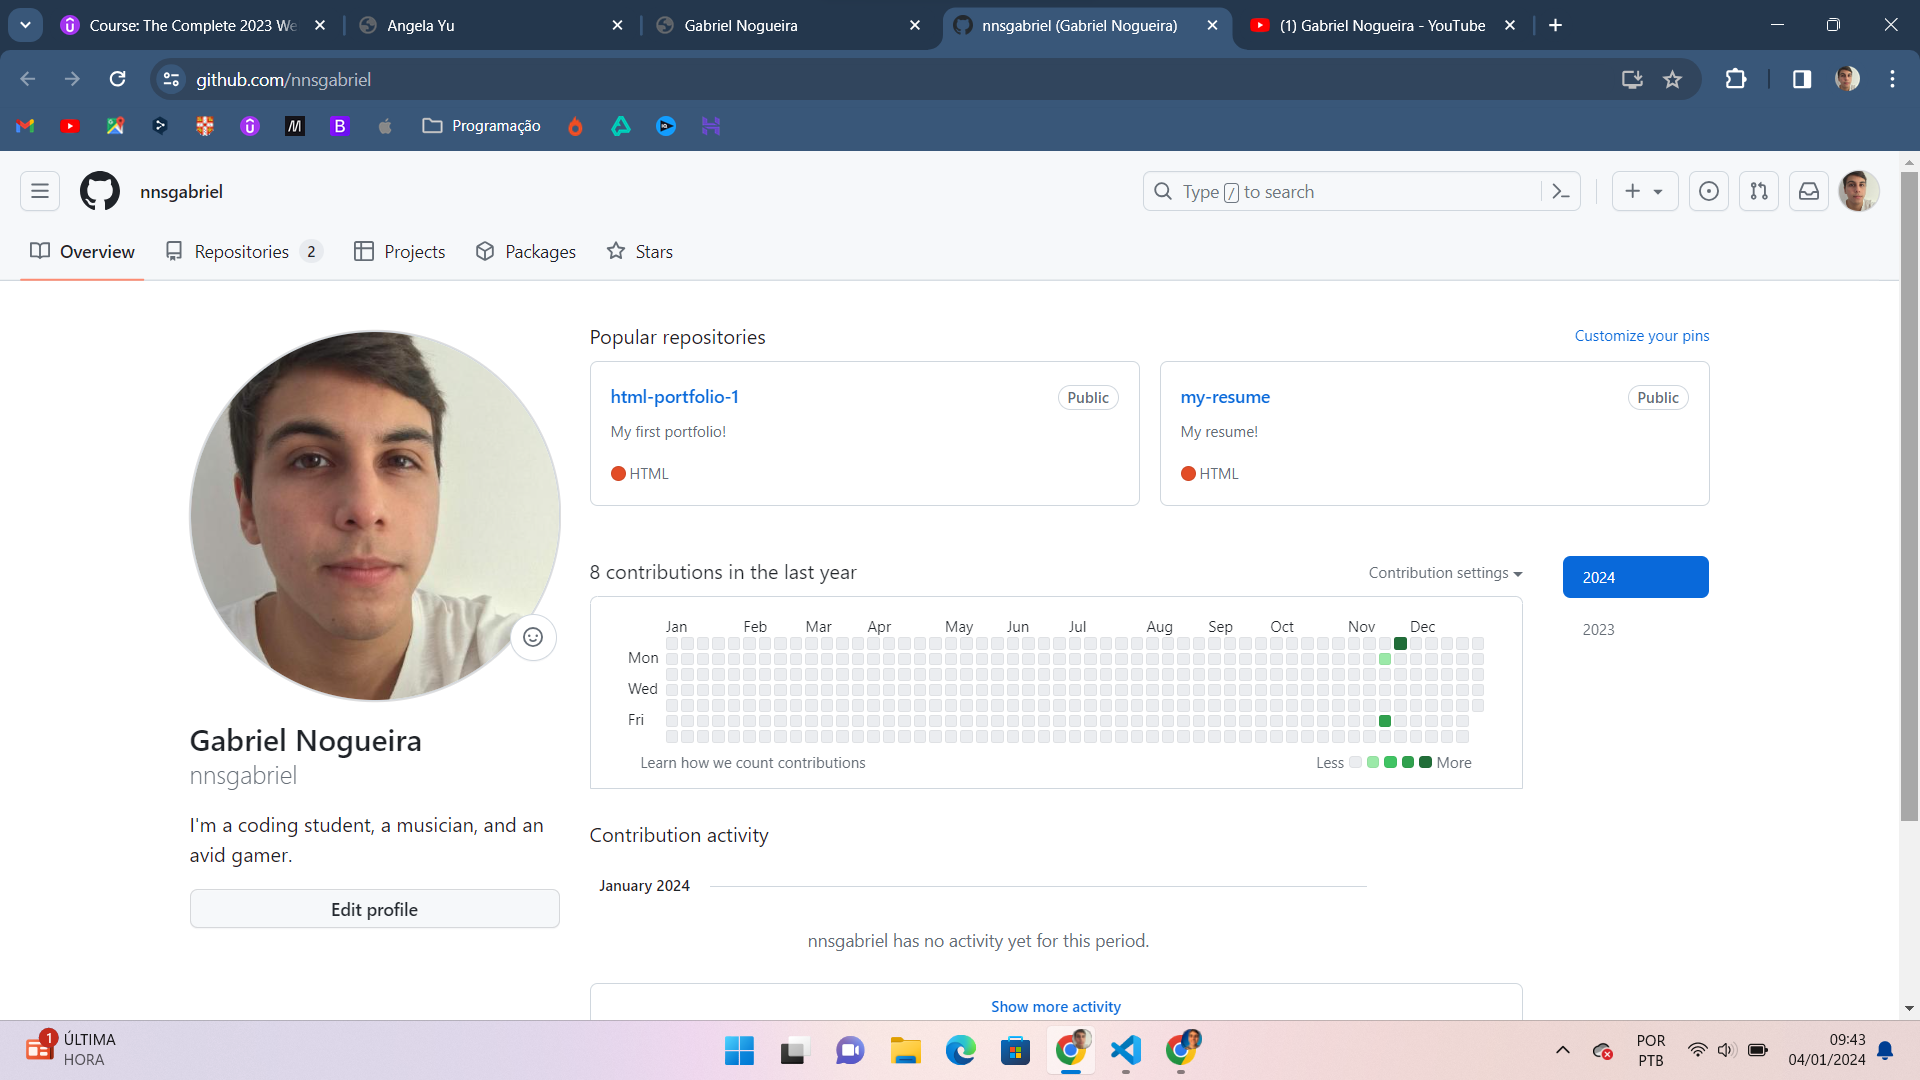 Course: The Complete 2023 We
Angela Yu
Gabriel Nogueira
nnsgabriel (Gabriel Nogueira)
(1) Gabriel Nogueira - YouTube
github.com/nnsgabriel
Programação
nnsgabriel
Type / to search
Overview
Repositories 2
Projects
Packages
Stars
Popular repositories
Customize your pins
html-portfolio-1
Public
My first portfolio!
HTML
my-resume
Public
My resume!
HTML
8 contributions in the last year
Contribution settings
2024
2023
Jan Feb Mar Apr May Jun Jul Aug Sep Oct Nov Dec
Mon
Wed
Fri
Learn how we count contributions
Less More
Gabriel Nogueira
nnsgabriel
I'm a coding student, a musician, and an
avid gamer.
Edit profile
Contribution activity
January 2024
nnsgabriel has no activity yet for this period.
Show more activity
1
ÚLTIMA
HORA
POR
PTB
09:43
04/01/2024